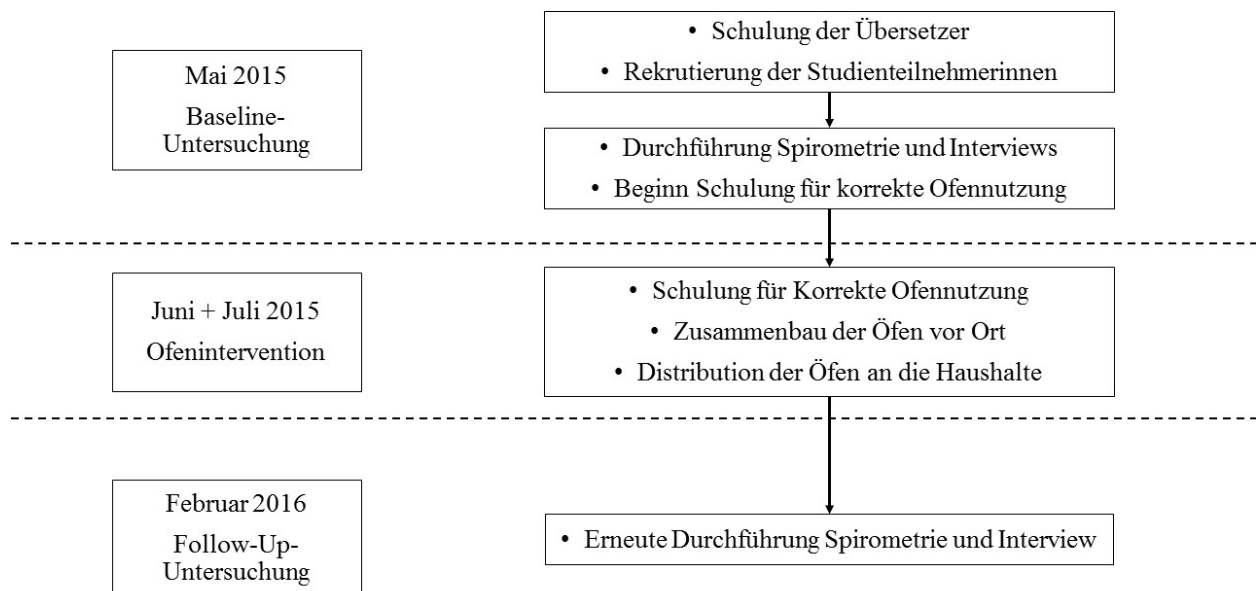 • Schulung der Übersetzer
• Rekrutierung der Studienteilnehmerinnen
Mai 2015
Baseline-
Untersuchung
• Durchführung Spirometrie und Interviews
• Beginn Schulung für korrekte Ofennutzung
Juni + Juli 2015
Ofenintervention
• Schulung für Korrekte Ofennutzung
• Zusammenbau der Öfen vor Ort
• Distribution der Öfen an die Haushalte
Februar 2016
Follow-Up-
Untersuchung
• Erneute Durchführung Spirometrie und Interview